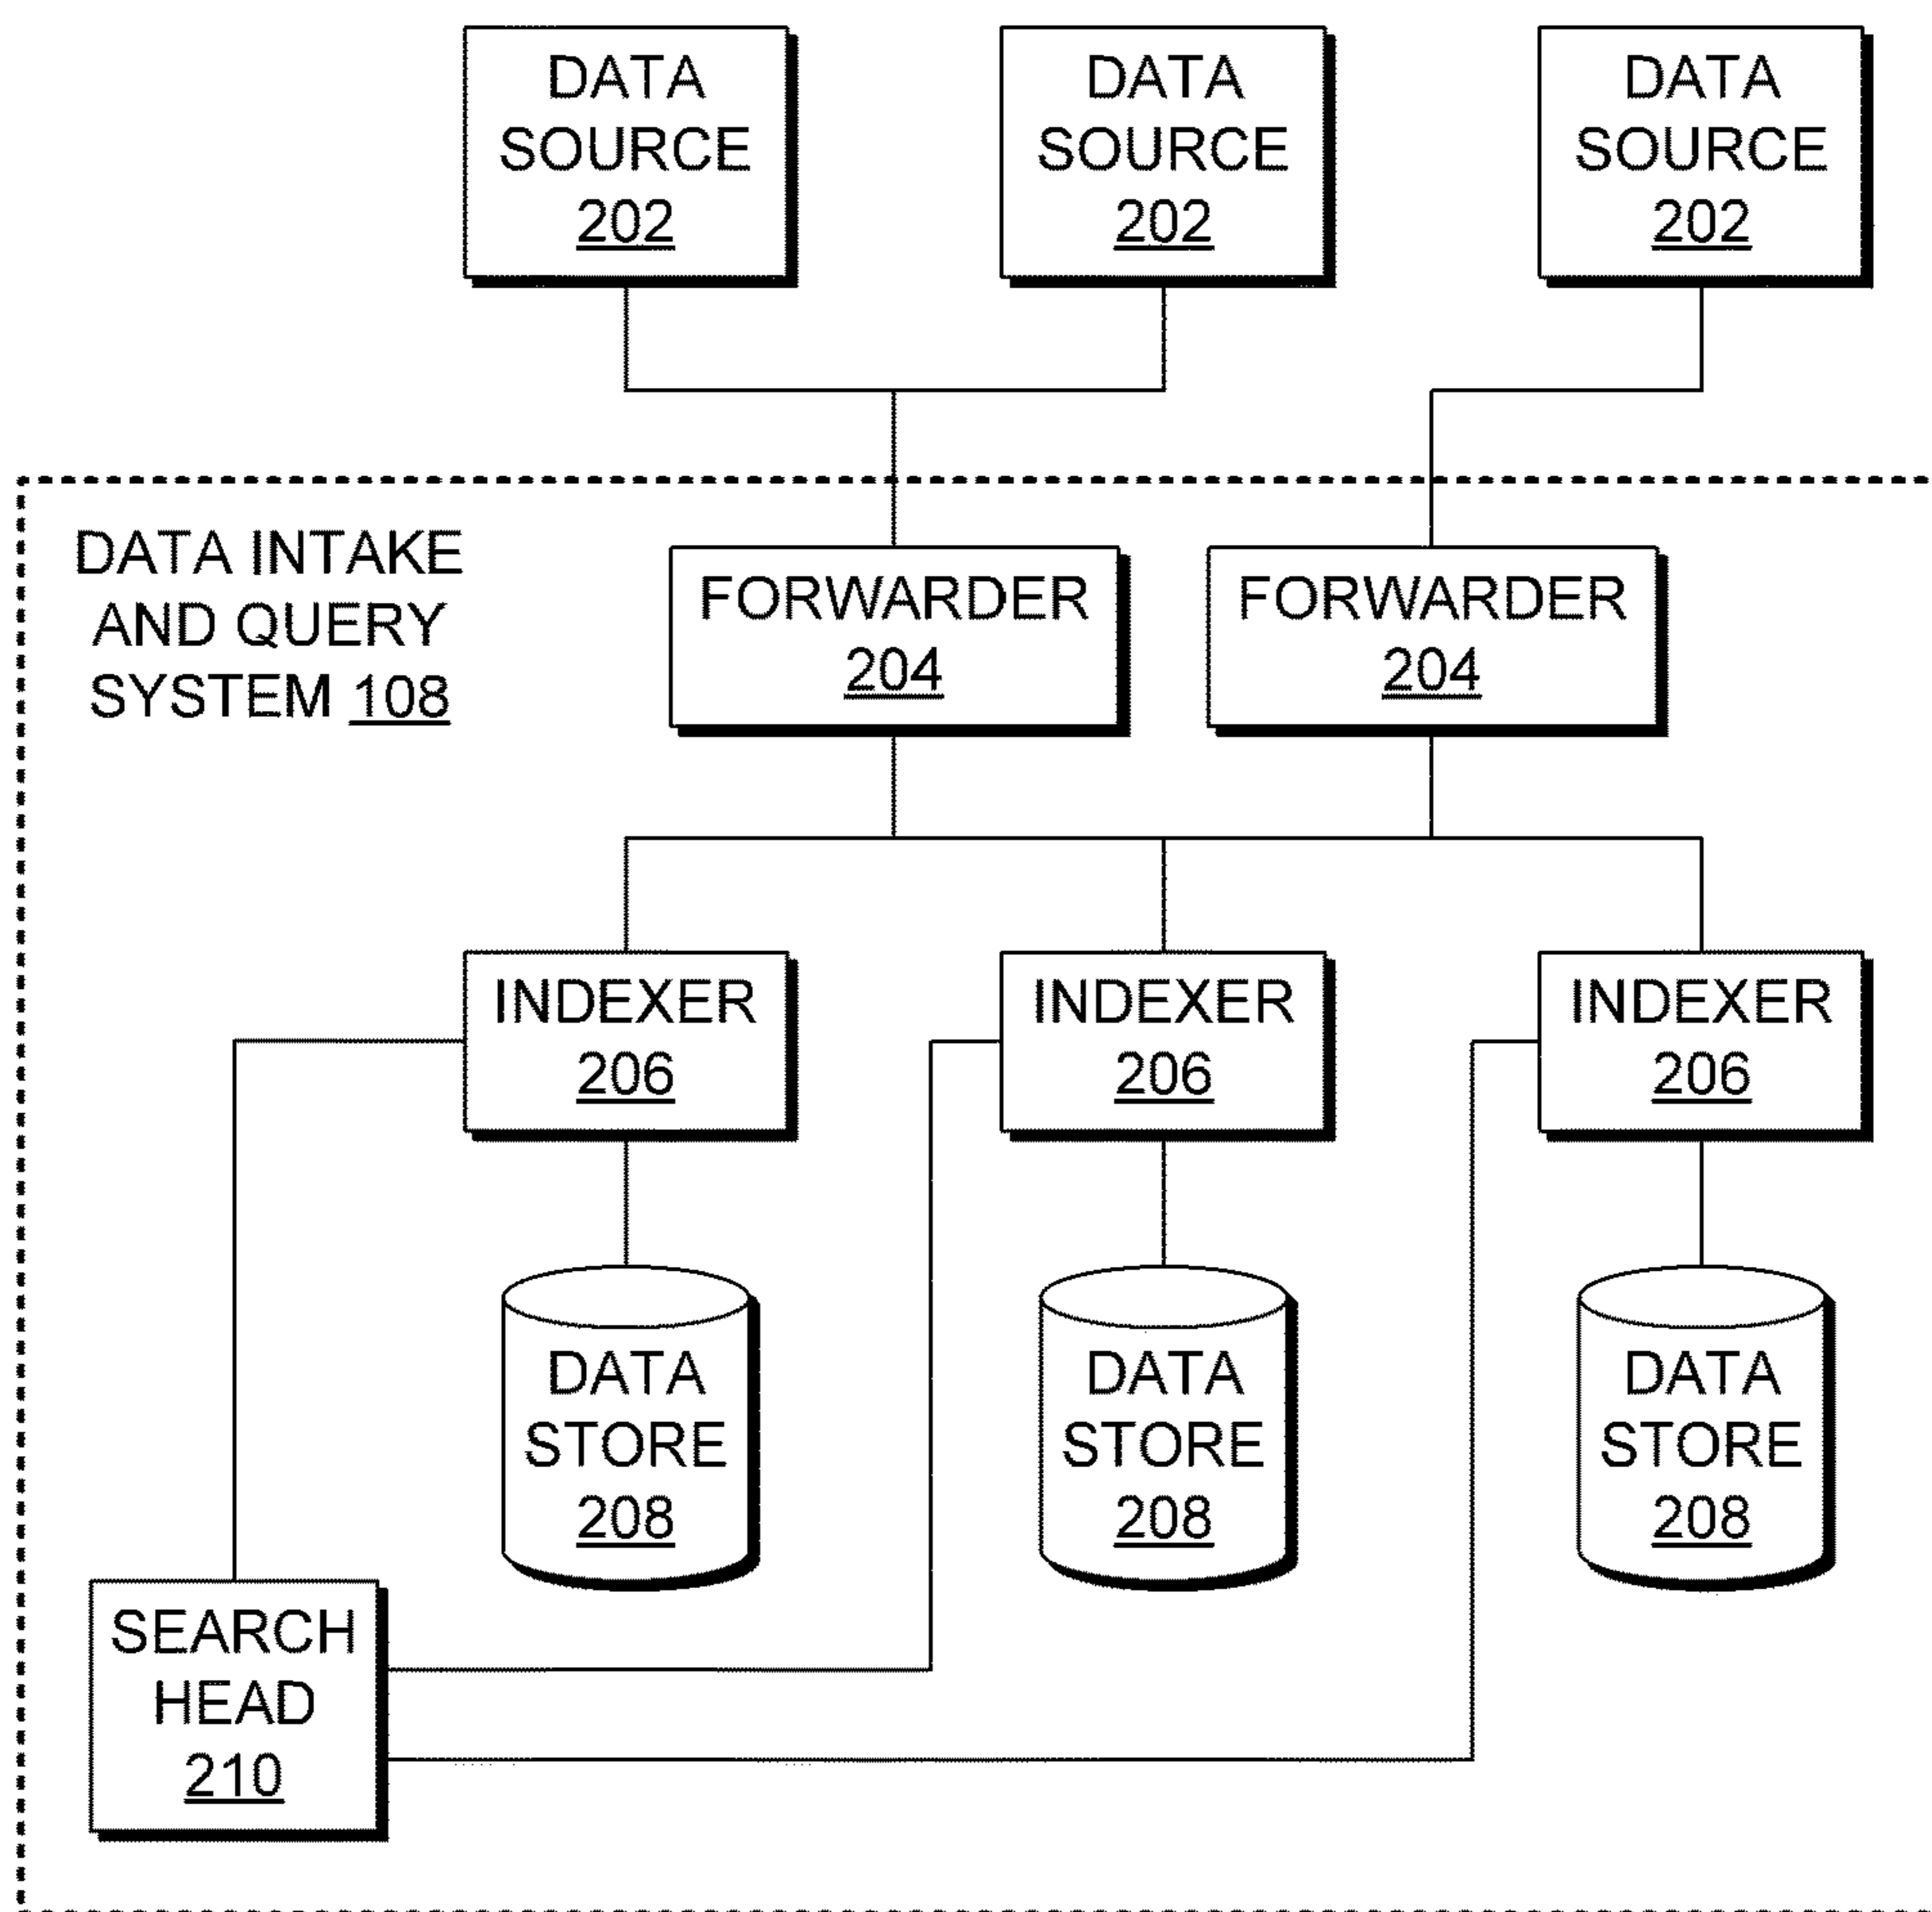 DATA
SOURCE
202
DATA
SOURCE
202
DATA
SOURCE
202
DATA INTAKE
AND QUERY
SYSTEM 108
FORWARDER
204
FORWARDER
204
INDEXER
206
INDEXER
206
INDEXER
206
DATA
STORE
208
DATA
STORE
208
DATA
STORE
208
SEARCH
HEAD
210